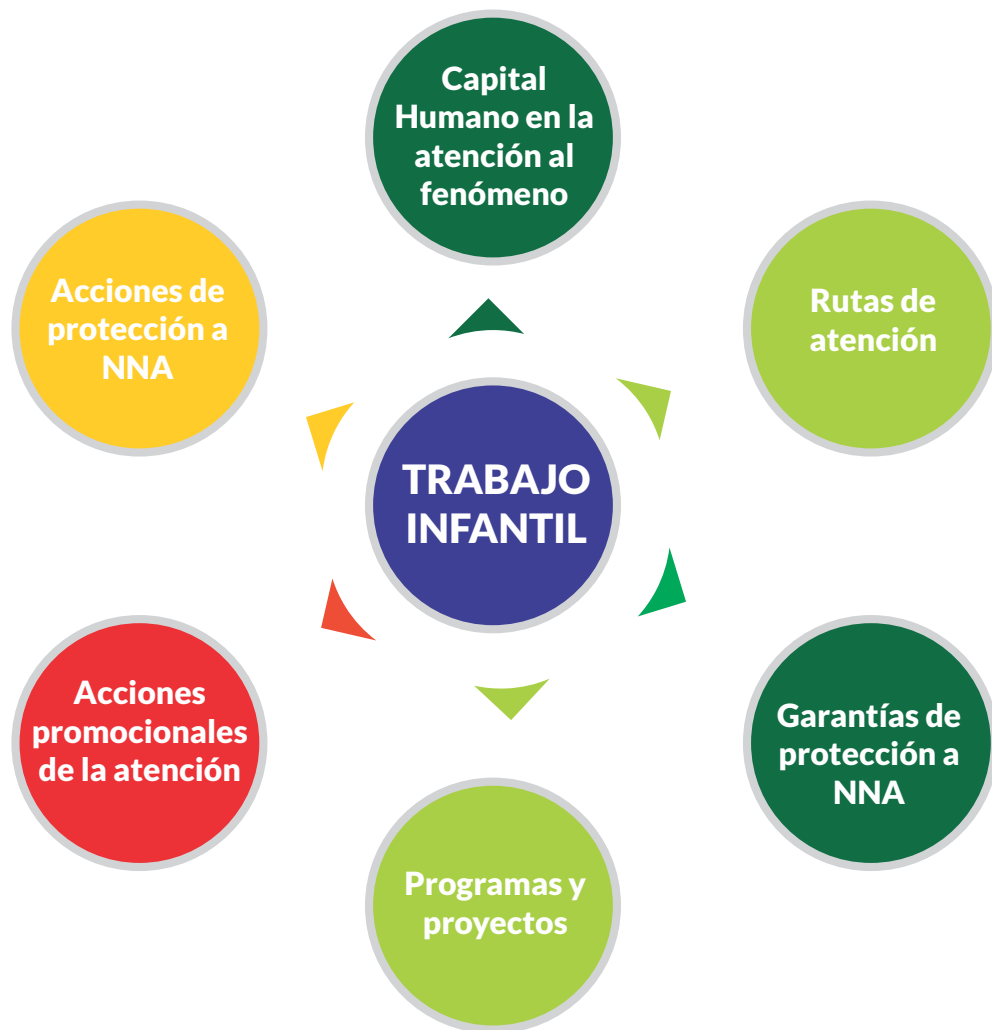 Capital
Humano en la
atención al
fenómeno
Acciones de
protección a
NNA
Rutas de
atención
TRABAJO
INFANTIL
Acciones
promocionales
de la atención
Garantías de
protección a
NNA
Programas y
proyectos